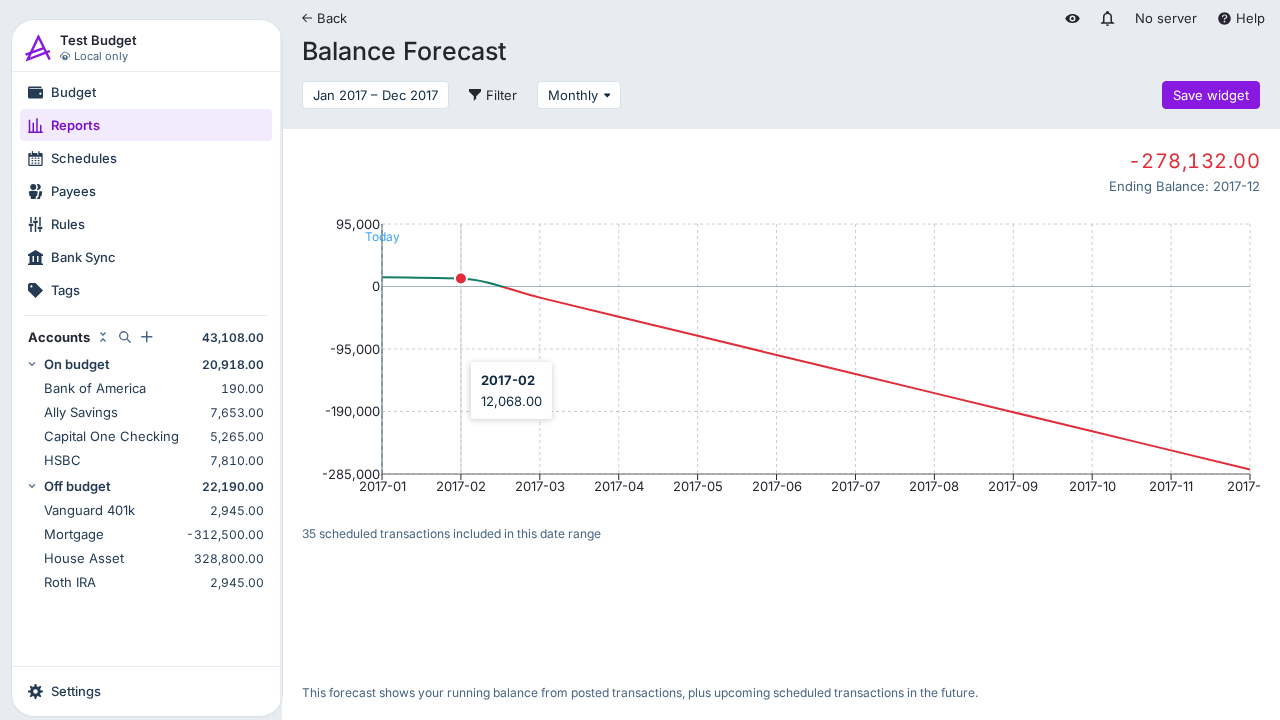 Test Budget
Local only
Budget
Reports
Schedules
Payees
Rules
Bank Sync
Tags
Accounts 43,108.00
On budget 20,918.00
Bank of America 190.00
Ally Savings 7,653.00
Capital One Checking 5,265.00
HSBC 7,810.00
Off budget 22,190.00
Vanguard 401k 2,945.00
Mortgage -312,500.00
House Asset 328,800.00
Roth IRA 2,945.00
Settings
Back
No server
Help
Balance Forecast
Jan 2017 – Dec 2017
Filter
Monthly
Save widget
-278,132.00
Ending Balance: 2017-12
95,000
Today
0
-95,000
-190,000
-285,000
2017-02
12,068.00
2017-01 2017-02 2017-03 2017-04 2017-05 2017-06 2017-07 2017-08 2017-09 2017-10 2017-11 2017-
35 scheduled transactions included in this date range
This forecast shows your running balance from posted transactions, plus upcoming scheduled transactions in the future.